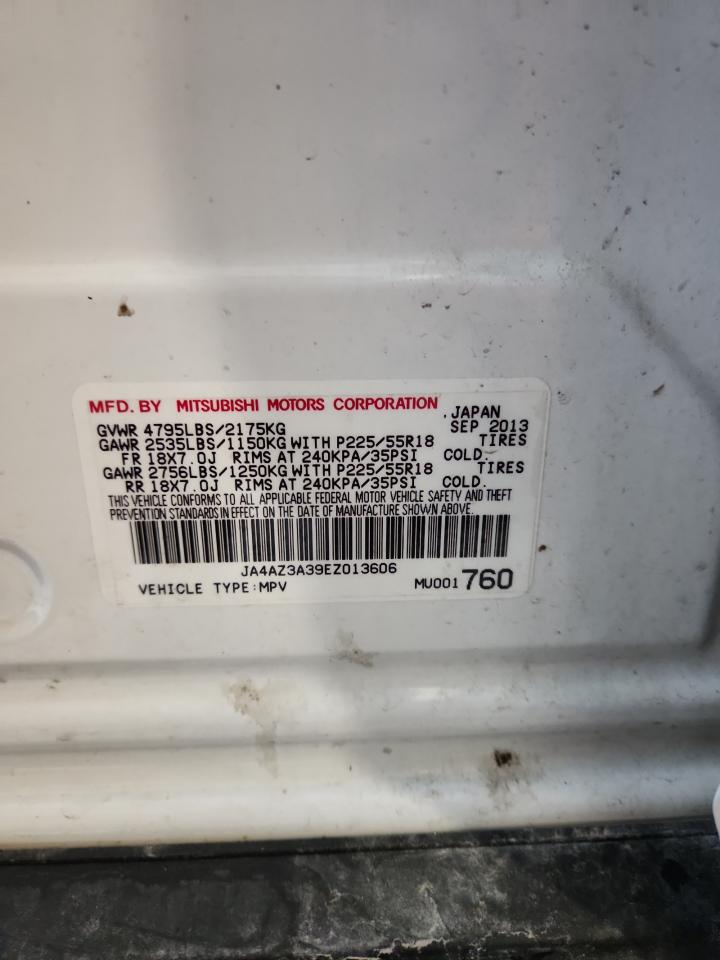 MFD. BY MITSUBISHI MOTORS CORPORATION , JAPAN
GVWR 4795LBS/2175KG SEP 2013
GAWR 2535LBS/1150KG WITH P225/55R18 TIRES
FR 18X7.0J RIMS AT 240KPA/35PSI COLD.
GAWR 2756LBS/1250KG WITH P225/55R18 TIRES
RR 18X7.0J RIMS AT 240KPA/35PSI COLD.
THIS VEHICLE CONFORMS TO ALL APPLICABLE FEDERAL MOTOR VEHICLE SAFETY AND THEFT
PREVENTION STANDARDS IN EFFECT ON THE DATE OF MANUFACTURE SHOWN ABOVE.
JA4AZ3A39EZ013606
VEHICLE TYPE:MPV MU001760